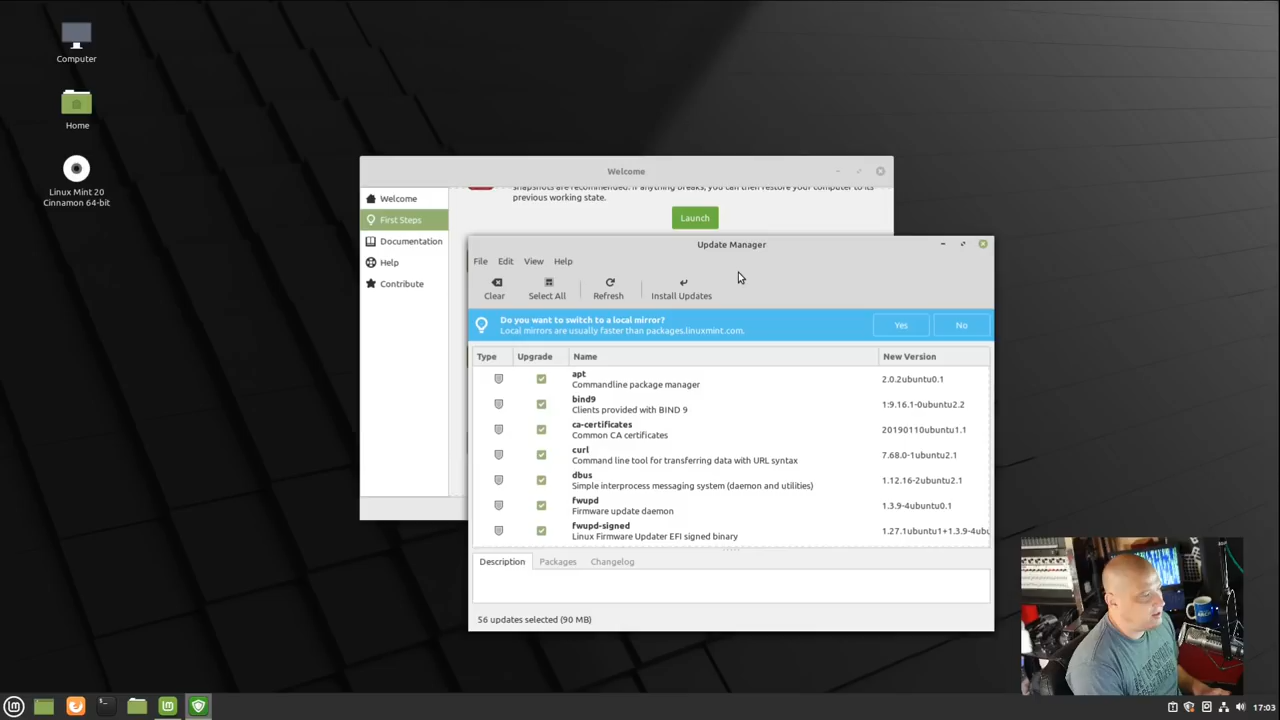 Computer
Home
Linux Mint 20
Cinnamon 64-bit
Welcome
Welcome
First Steps
Documentation
Help
Contribute
snapshots are recommended. If anything breaks, you can then restore your computer to its
previous working state.
Launch
Update Manager
File Edit View Help
Clear Select All Refresh Install Updates
Do you want to switch to a local mirror?
Local mirrors are usually faster than packages.linuxmint.com.
Yes No
Type Upgrade Name New Version
apt
Commandline package manager
2.0.2ubuntu0.1
bind9
Clients provided with BIND 9
1:9.16.1-0ubuntu2.2
ca-certificates
Common CA certificates
20190110ubuntu1.1
curl
Command line tool for transferring data with URL syntax
7.68.0-1ubuntu2.1
dbus
Simple interprocess messaging system (daemon and utilities)
1.12.16-2ubuntu2.1
fwupd
Firmware update daemon
1.3.9-4ubuntu0.1
fwupd-signed
Linux Firmware Updater EFI signed binary
1.27.1ubuntu1+1.3.9-4ubu
Description Packages Changelog
56 updates selected (90 MB)
17:03